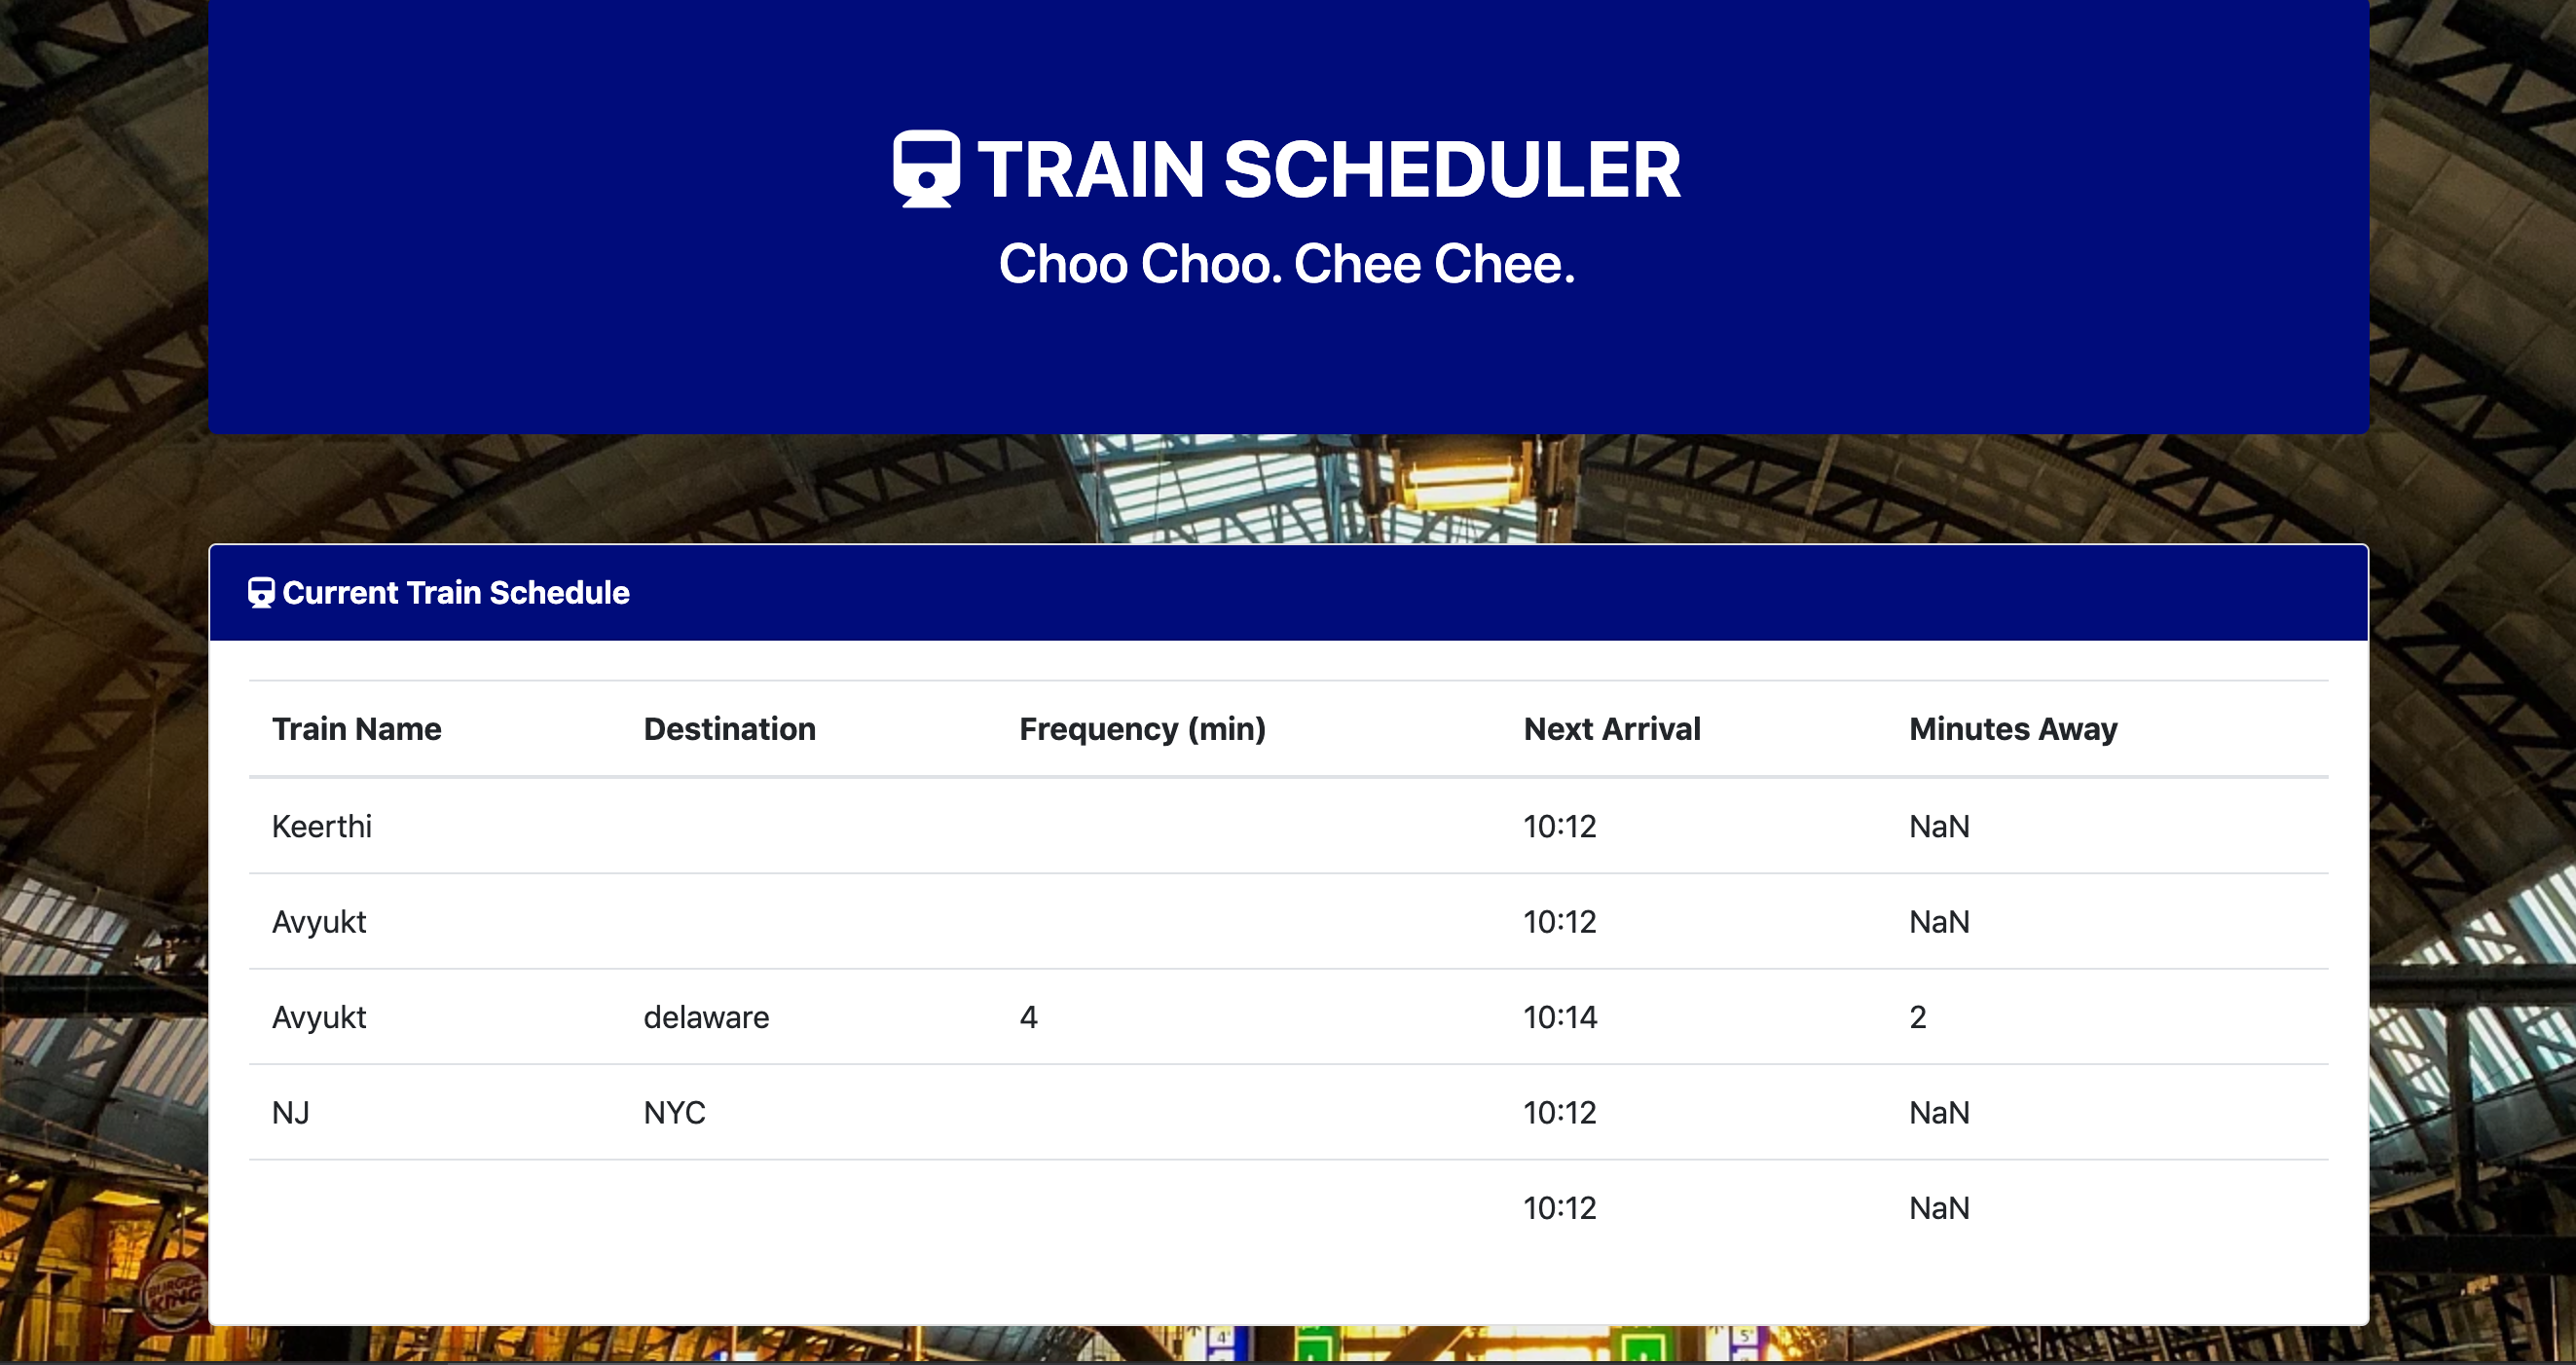 TRAIN SCHEDULER
Choo Choo. Chee Chee.
Current Train Schedule
Train Name Destination Frequency (min) Next Arrival Minutes Away
Keerthi 10:12 NaN
Avyukt 10:12 NaN
Avyukt delaware 4 10:14 2
NJ NYC 10:12 NaN
10:12 NaN
BURGER
KING
4
5